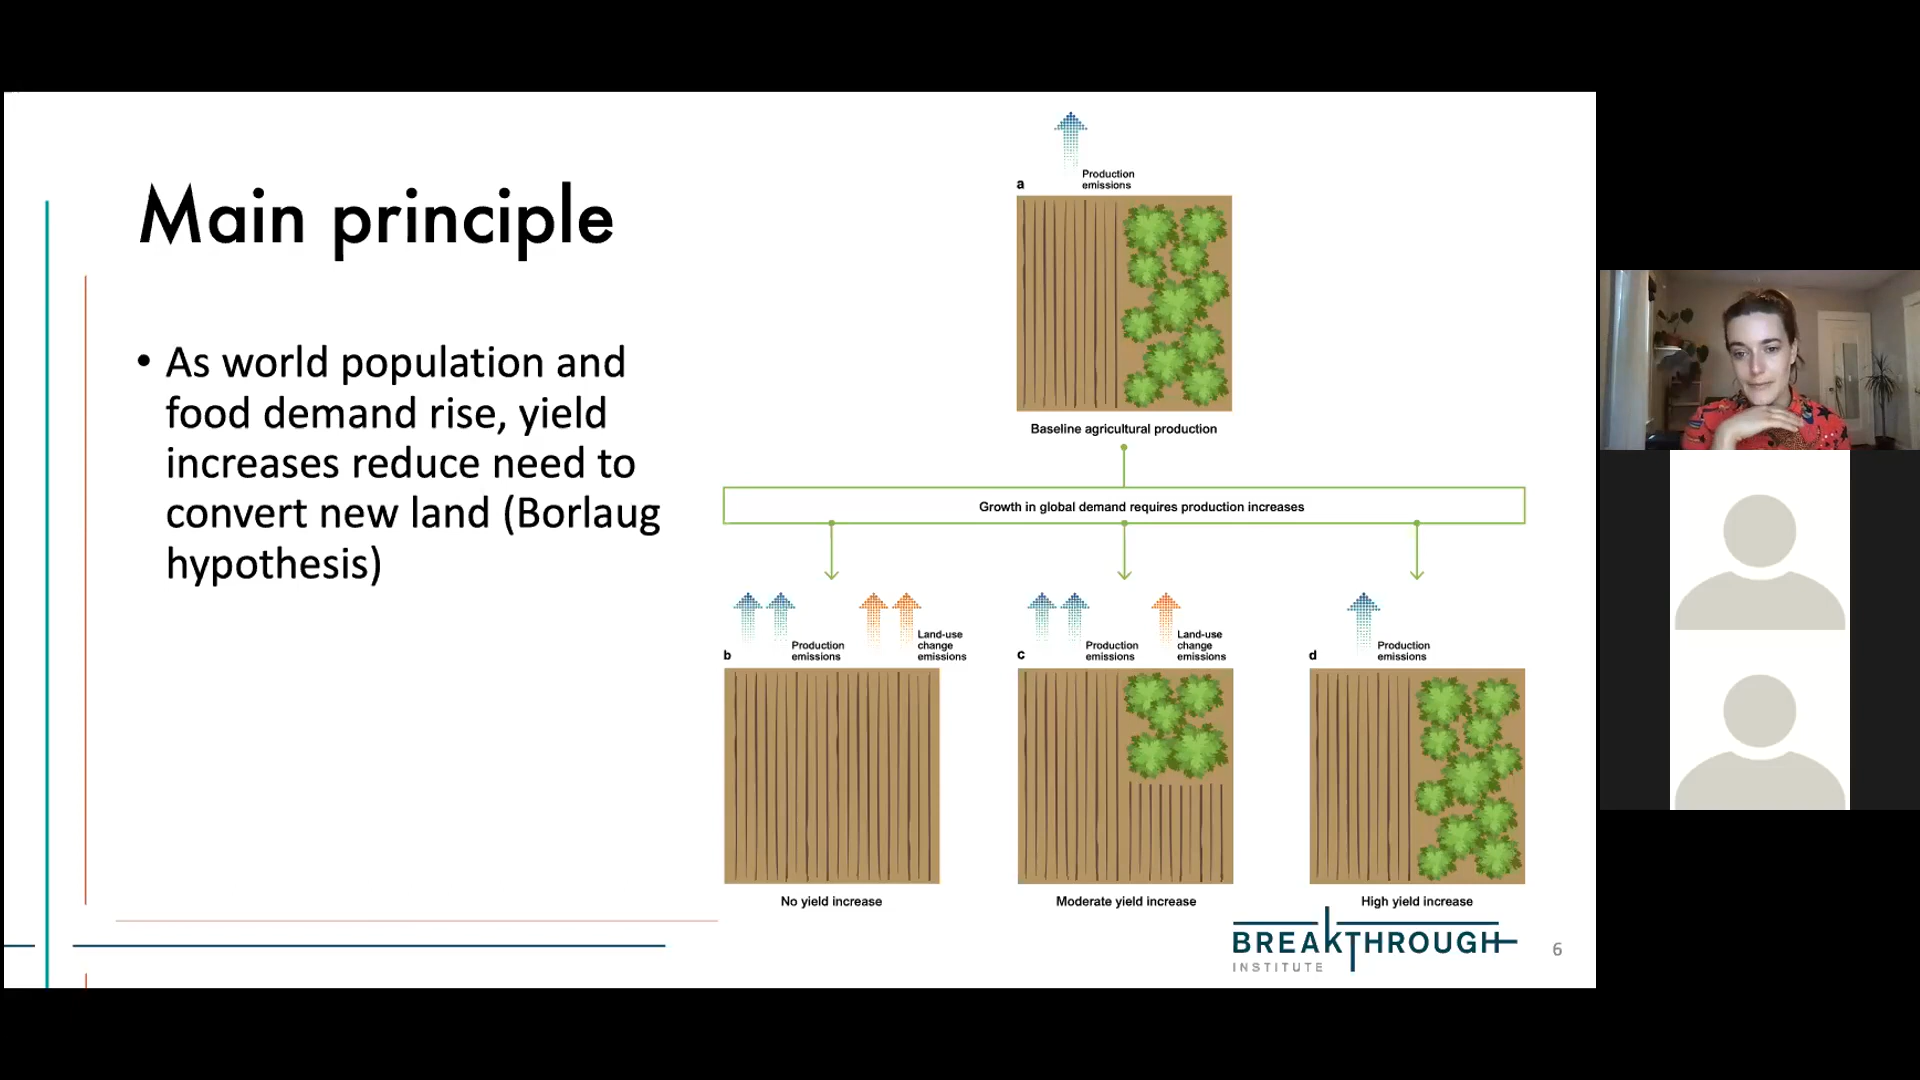 Main principle
• As world population and
food demand rise, yield
increases reduce need to
convert new land (Borlaug
hypothesis)
Production
emissions
a
Baseline agricultural production
Growth in global demand requires production increases
Production
emissions
Land-use
change
emissions
b
No yield increase
Production
emissions
Land-use
change
emissions
c
Moderate yield increase
Production
emissions
d
High yield increase
BREAKTHROUGH
INSTITUTE
6